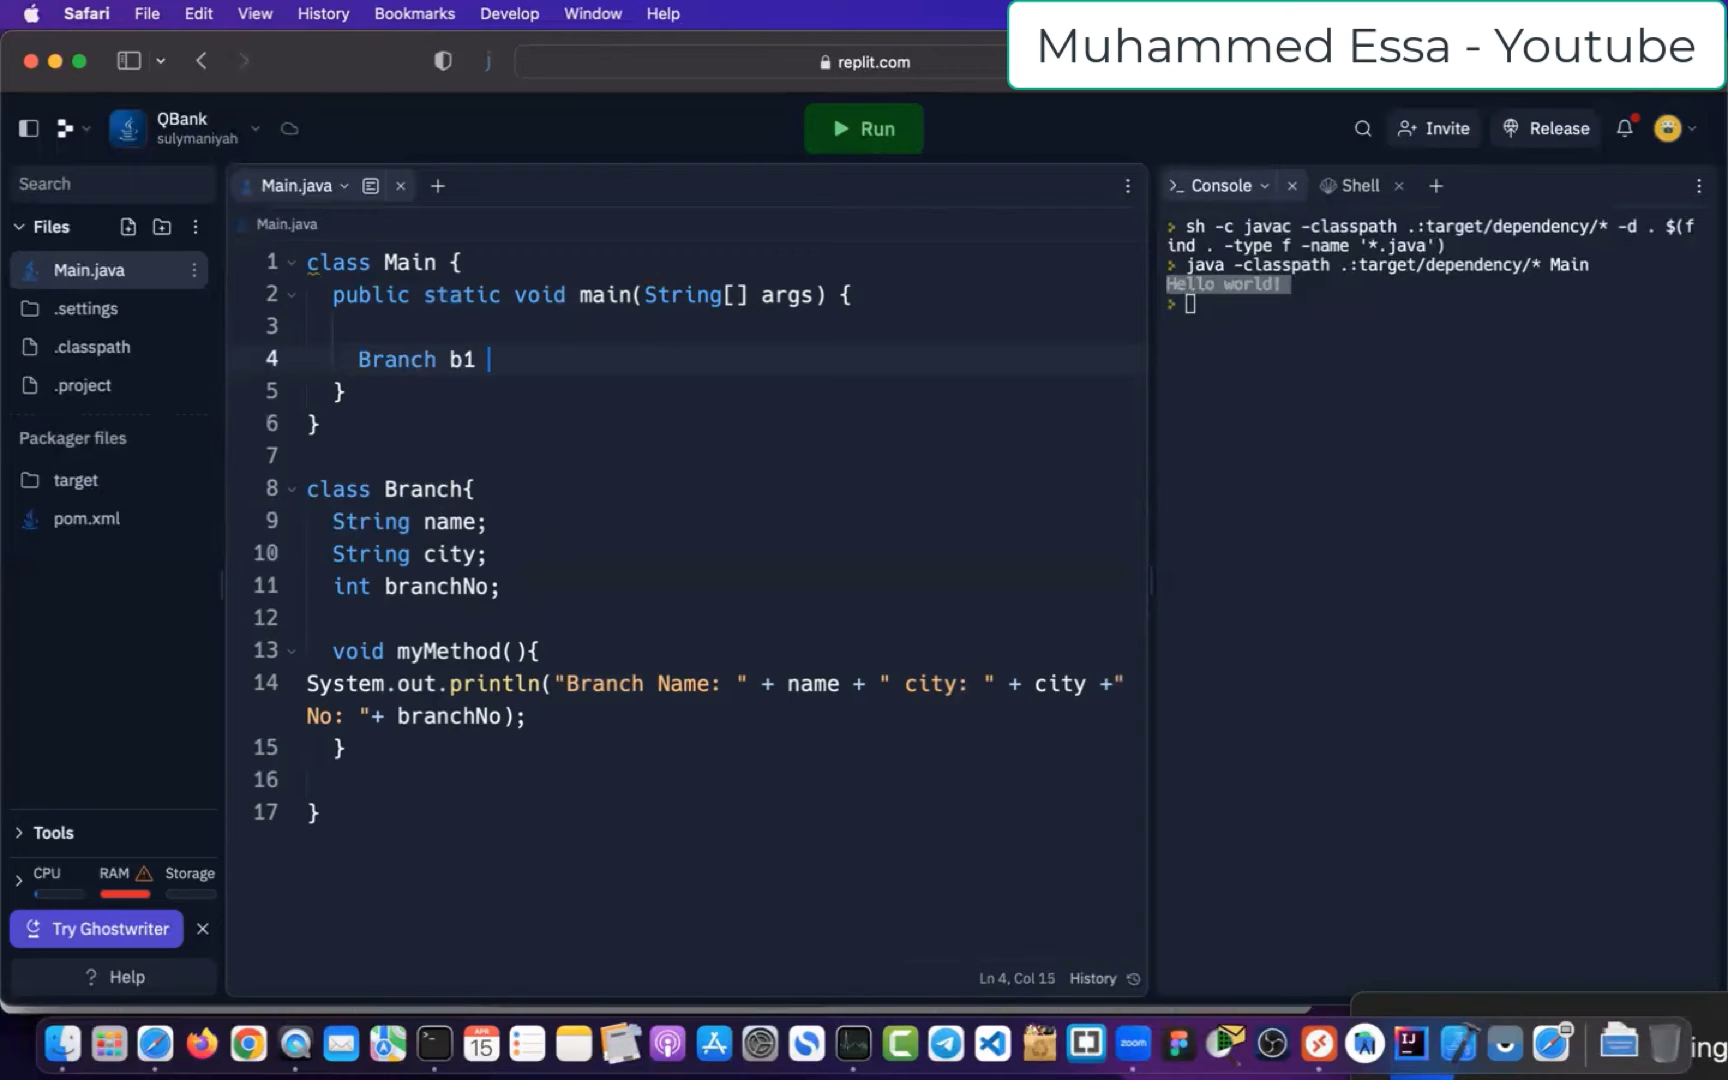 Safari File Edit View History Bookmarks Develop Window Help
Muhammed Essa - Youtube
replit.com
QBank
sulymaniyah
Run
Invite
Release
Search
Files
Main.java
.settings
.classpath
.project
Packager files
target
pom.xml
Tools
CPU RAM Storage
Try Ghostwriter
? Help
Main.java
Main.java
1 class Main {
2 public static void main(String[] args) {
3
4 Branch b1
5 }
6 }
7
8 class Branch{
9 String name;
10 String city;
11 int branchNo;
12
13 void myMethod(){
14 System.out.println("Branch Name: " + name + " city: " + city +"
No: "+ branchNo);
15 }
16
17 }
Ln 4, Col 15 History
Console Shell
sh -c javac -classpath .:target/dependency/* -d . $(f
ind . -type f -name '*.java')
java -classpath .:target/dependency/* Main
Hello world!
APR
15
zoom
IJ
ing